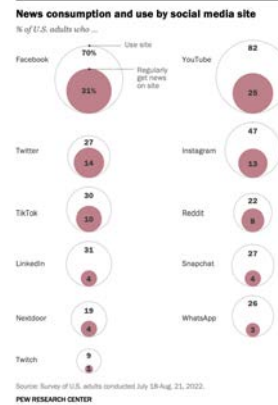 News consumption and use by social media site
% of U.S. adults who ...
Facebook
70%
Use site
Regularly
get news
on site
31%
YouTube
82
25
Twitter
27
14
Instagram
47
13
TikTok
30
10
Reddit
22
8
LinkedIn
31
4
Snapchat
27
4
Nextdoor
19
4
WhatsApp
26
3
Twitch
9
Source: Survey of U.S. adults conducted July 18-Aug. 21, 2022.
PEW RESEARCH CENTER